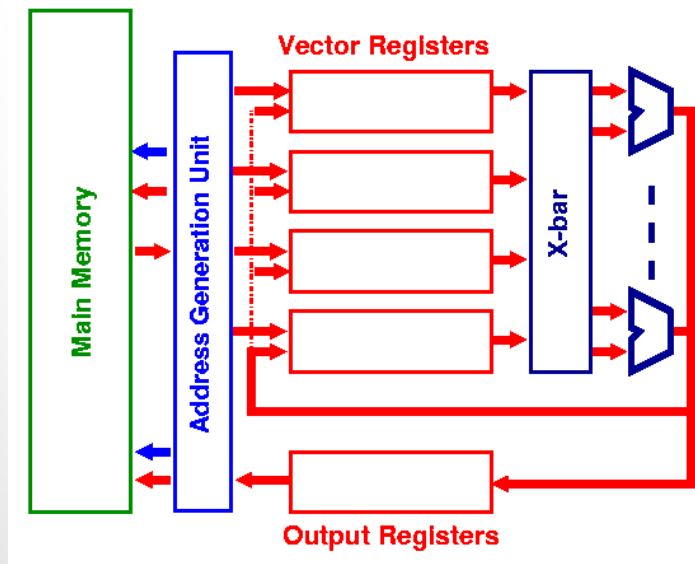 Vector Registers
Main Memory
Address Generation Unit
X-bar
Output Registers